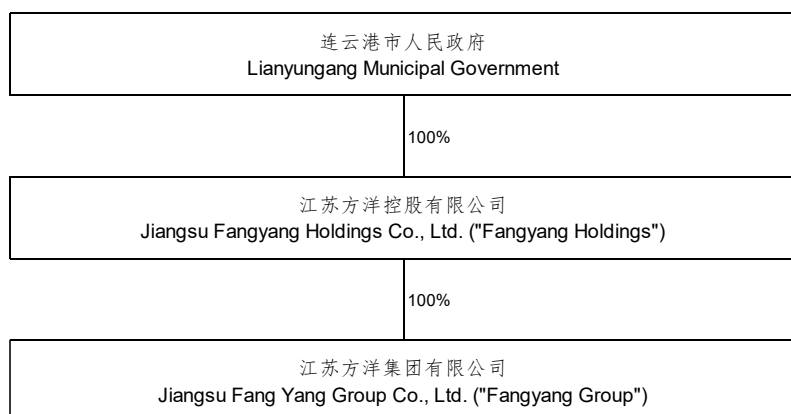 连云港市人民政府
Lianyungang Municipal Government
100%
江苏方洋控股有限公司
Jiangsu Fangyang Holdings Co., Ltd. ("Fangyang Holdings")
100%
江苏方洋集团有限公司
Jiangsu Fang Yang Group Co., Ltd. ("Fangyang Group")